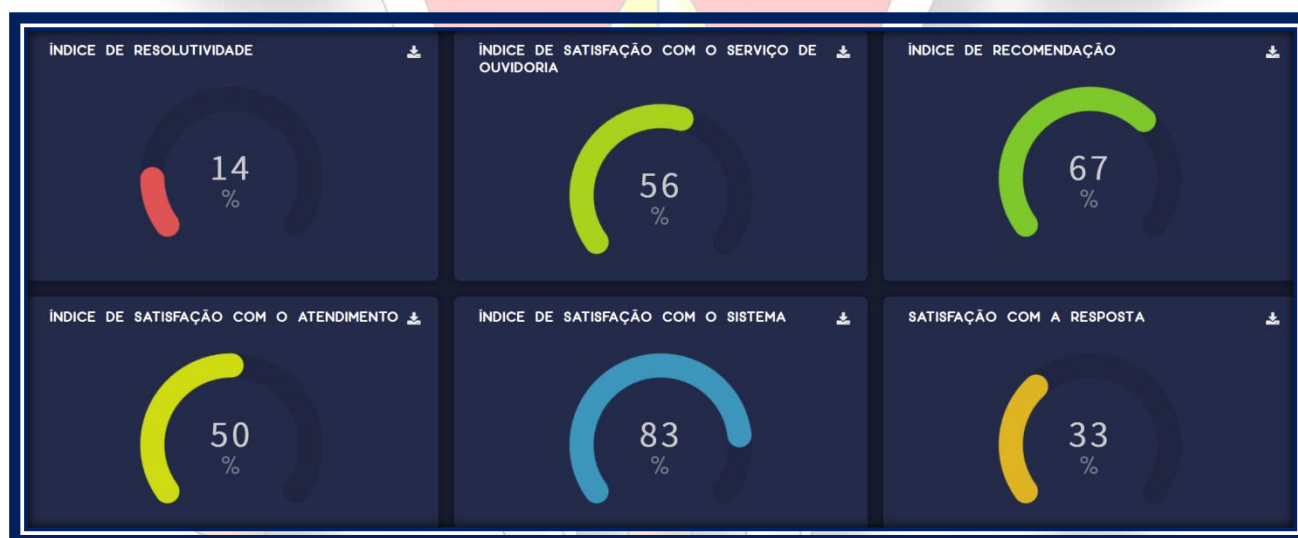 ÍNDICE DE RESOLUTIVIDADE
14
%
ÍNDICE DE SATISFAÇÃO COM O SERVIÇO DE
OUVIDORIA
56
%
ÍNDICE DE RECOMENDAÇÃO
67
%
ÍNDICE DE SATISFAÇÃO COM O ATENDIMENTO
50
%
ÍNDICE DE SATISFAÇÃO COM O SISTEMA
83
%
SATISFAÇÃO COM A RESPOSTA
33
%